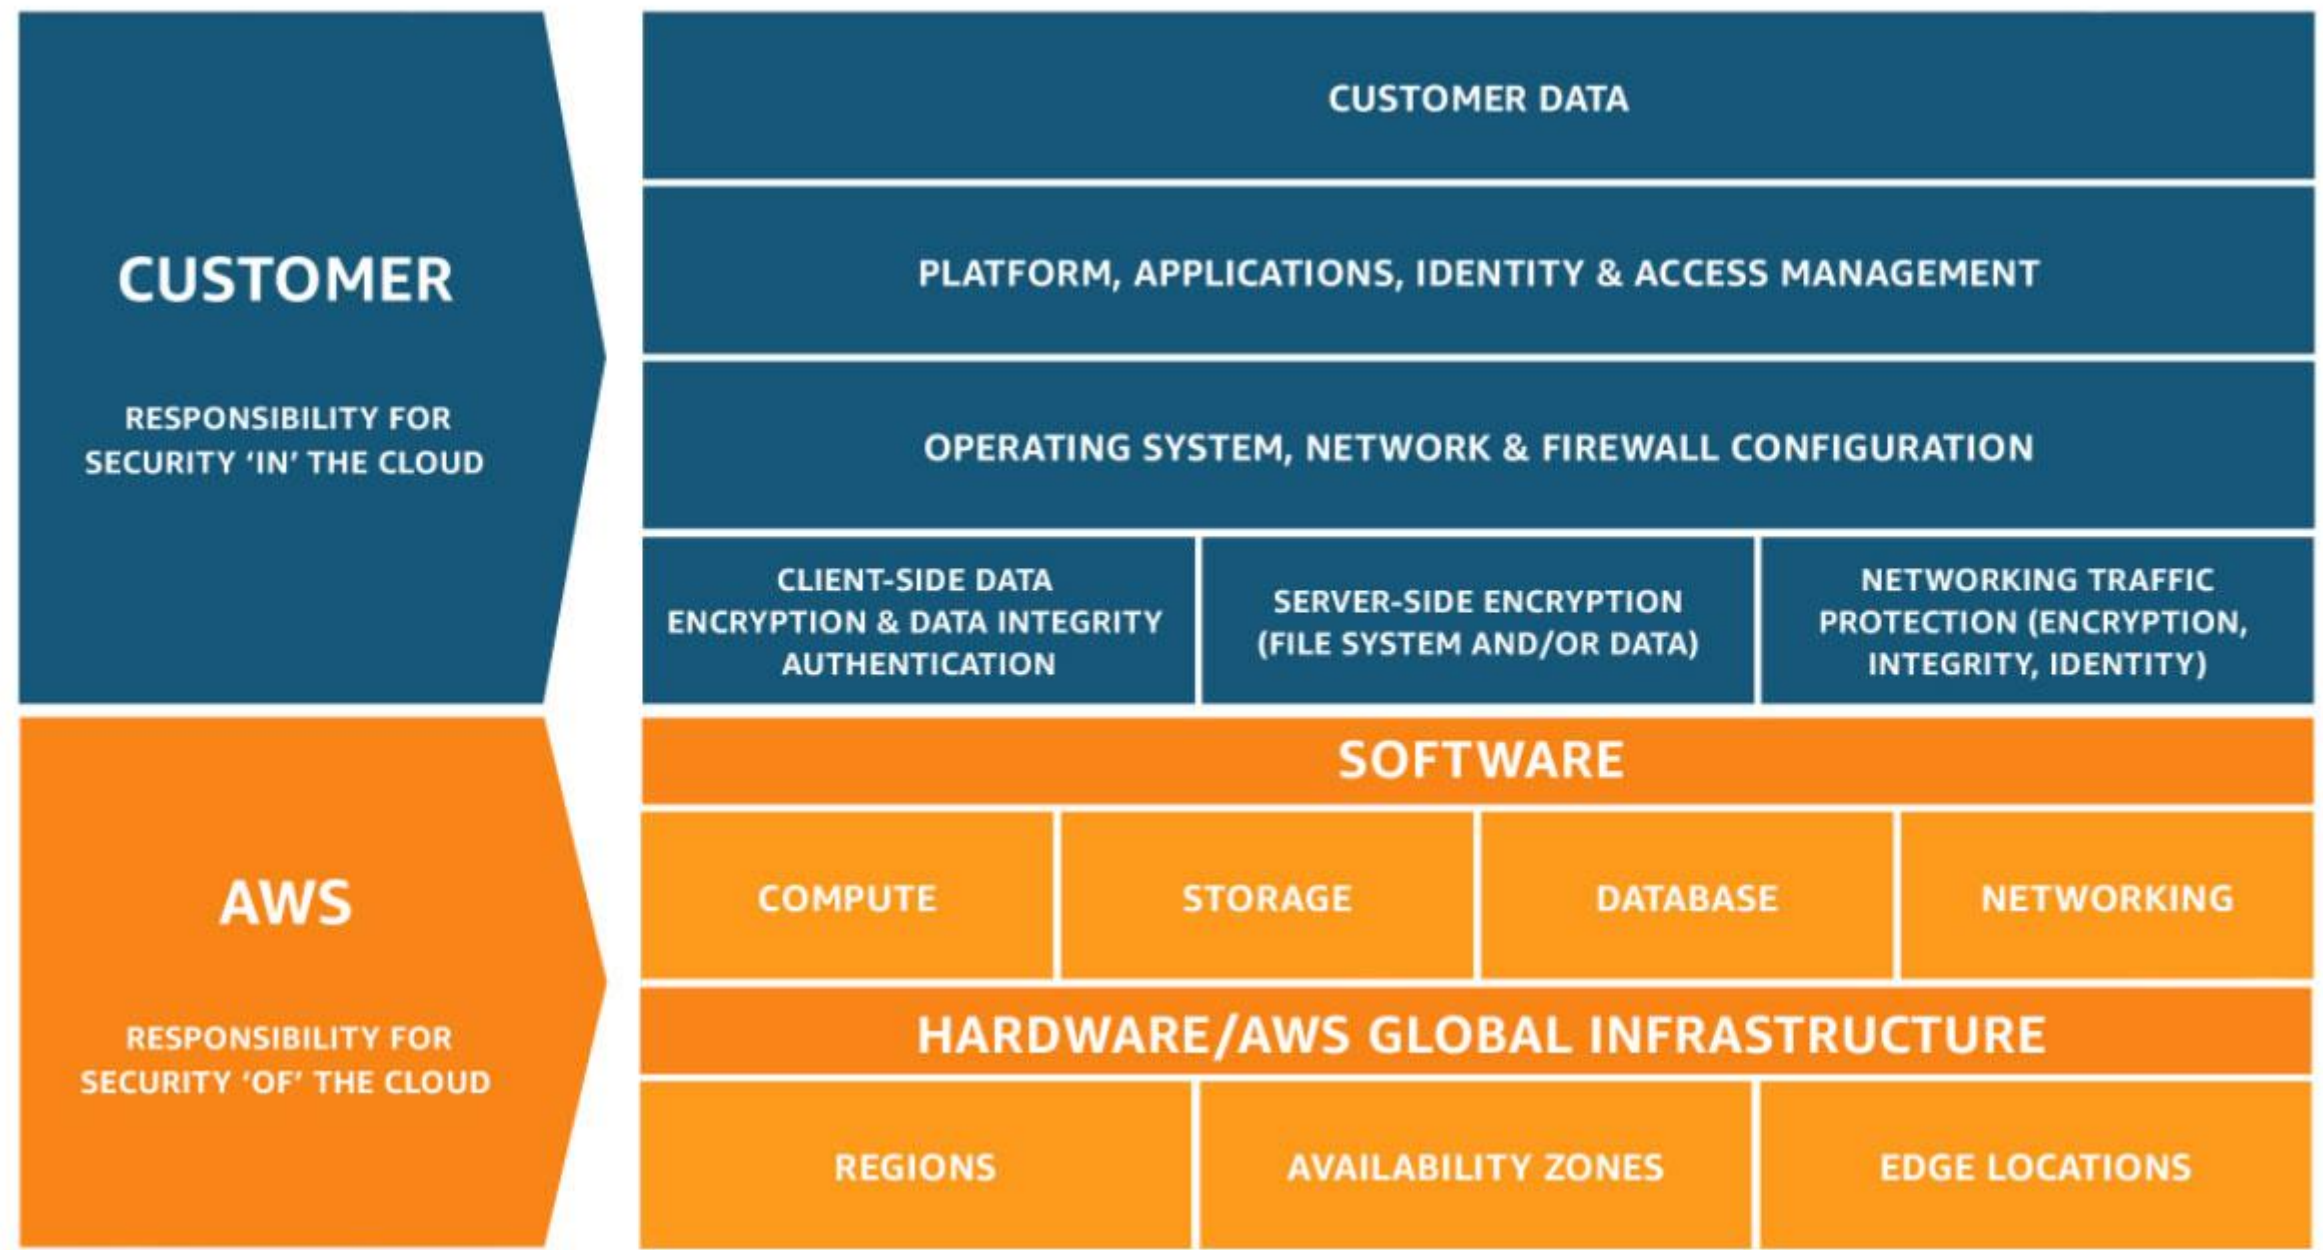 CUSTOMER
RESPONSIBILITY FOR
SECURITY ‘IN’ THE CLOUD
CUSTOMER DATA
PLATFORM, APPLICATIONS, IDENTITY & ACCESS MANAGEMENT
OPERATING SYSTEM, NETWORK & FIREWALL CONFIGURATION
CLIENT-SIDE DATA
ENCRYPTION & DATA INTEGRITY
AUTHENTICATION
SERVER-SIDE ENCRYPTION
(FILE SYSTEM AND/OR DATA)
NETWORKING TRAFFIC
PROTECTION (ENCRYPTION,
INTEGRITY, IDENTITY)
AWS
RESPONSIBILITY FOR
SECURITY ‘OF’ THE CLOUD
SOFTWARE
COMPUTE
STORAGE
DATABASE
NETWORKING
HARDWARE/AWS GLOBAL INFRASTRUCTURE
REGIONS
AVAILABILITY ZONES
EDGE LOCATIONS